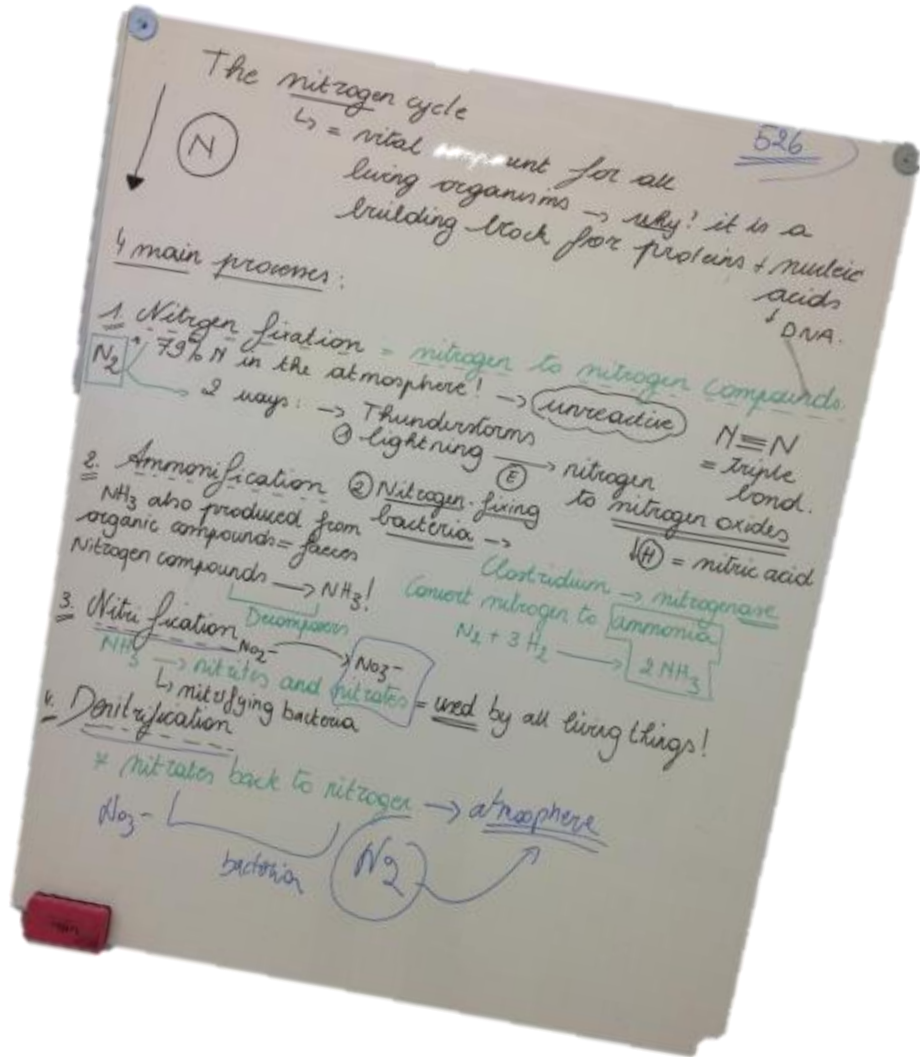 The nitrogen cycle
526
N
↳ = vital unt for all
living organisms → why? it is a
building block for proteins + nucleic
acids
↓ DNA.
4 main processes:
1. Nitrogen fixation = nitrogen to nitrogen compounds.
N2 * 79% N in the atmosphere! → unreactive
N≡N
= triple
bond.
→ 2 ways: → Thunderstorms
① lightning → nitrogen
Ⓔ to nitrogen oxides
↓Ⓗ = nitric acid
② Nitrogen-fixing
bacteria →
Clostridium → nitrogenase
Convert nitrogen to ammonia
N2 + 3H2 → 2NH3
2. Ammonification
NH3 also produced from
organic compounds = faeces
Nitrogen compounds → NH3!
Decomposers
3. Nitrification
No2- → No3-
NH3 → nitrites and nitrates = used by all living things!
↳ nitrifying bacteria
4. Denitrification
* nitrates back to nitrogen → atmosphere
No3-
bacteria
N2